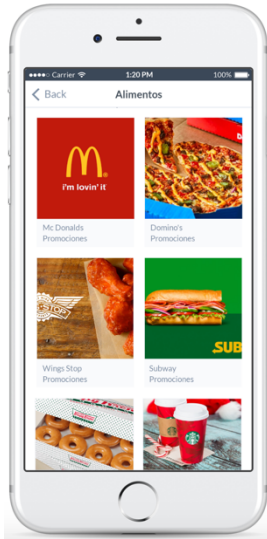 Carrier
1:20 PM
100%
Back
Alimentos
i'm lovin' it
Mc Donalds
Promociones
Domino's
Promociones
Wings Stop
Promociones
SUB
Subway
Promociones